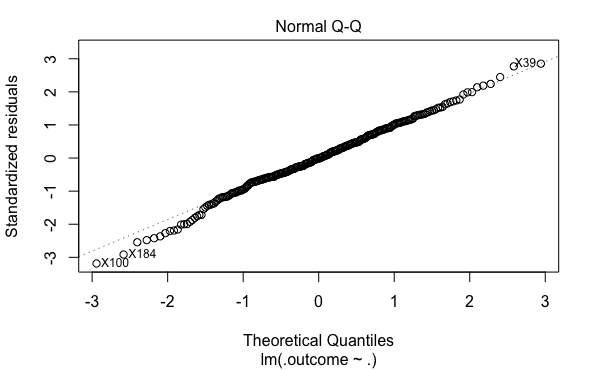 Normal Q-Q
Standardized residuals
3
2
1
0
-1
-2
-3
X39
X184
X100
-3 -2 -1 0 1 2 3
Theoretical Quantiles
lm(.outcome ~ .)